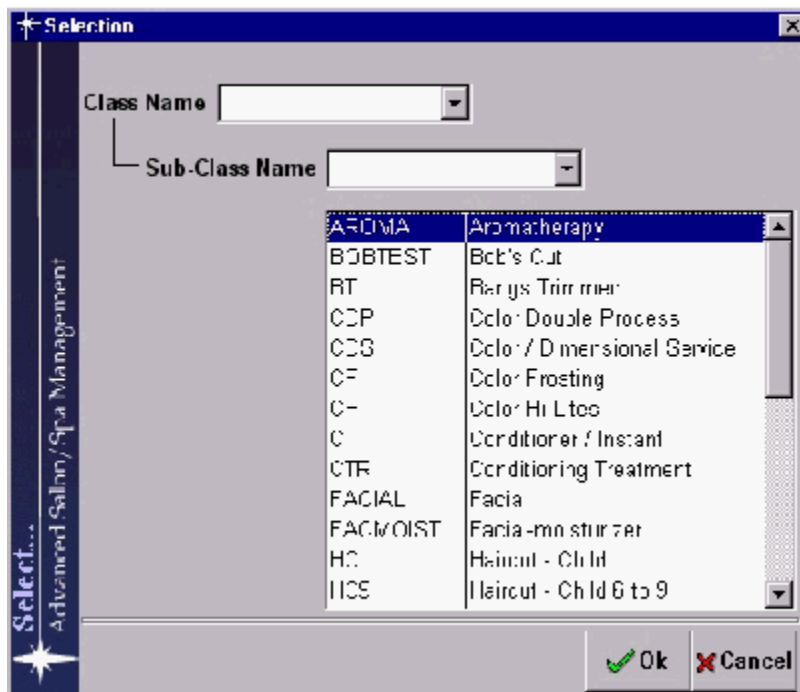 Selection
Class Name
Sub-Class Name
AROMA Aromatherapy
BOBTEST Bob's Cut
BT Bangs Trimmer
CDP Color Double Process
CDS Color / Dimensional Service
CF Color Frosting
CH Color Hi Lites
CI Conditioner / Instant
CTR Conditioning Treatment
FACIAL Facial
FACMOIST Facial-moisturizer
HC Haircut - Child
Haircut - Child 6 to 9
Select...
Advanced Salon/Spa Management
Ok
Cancel